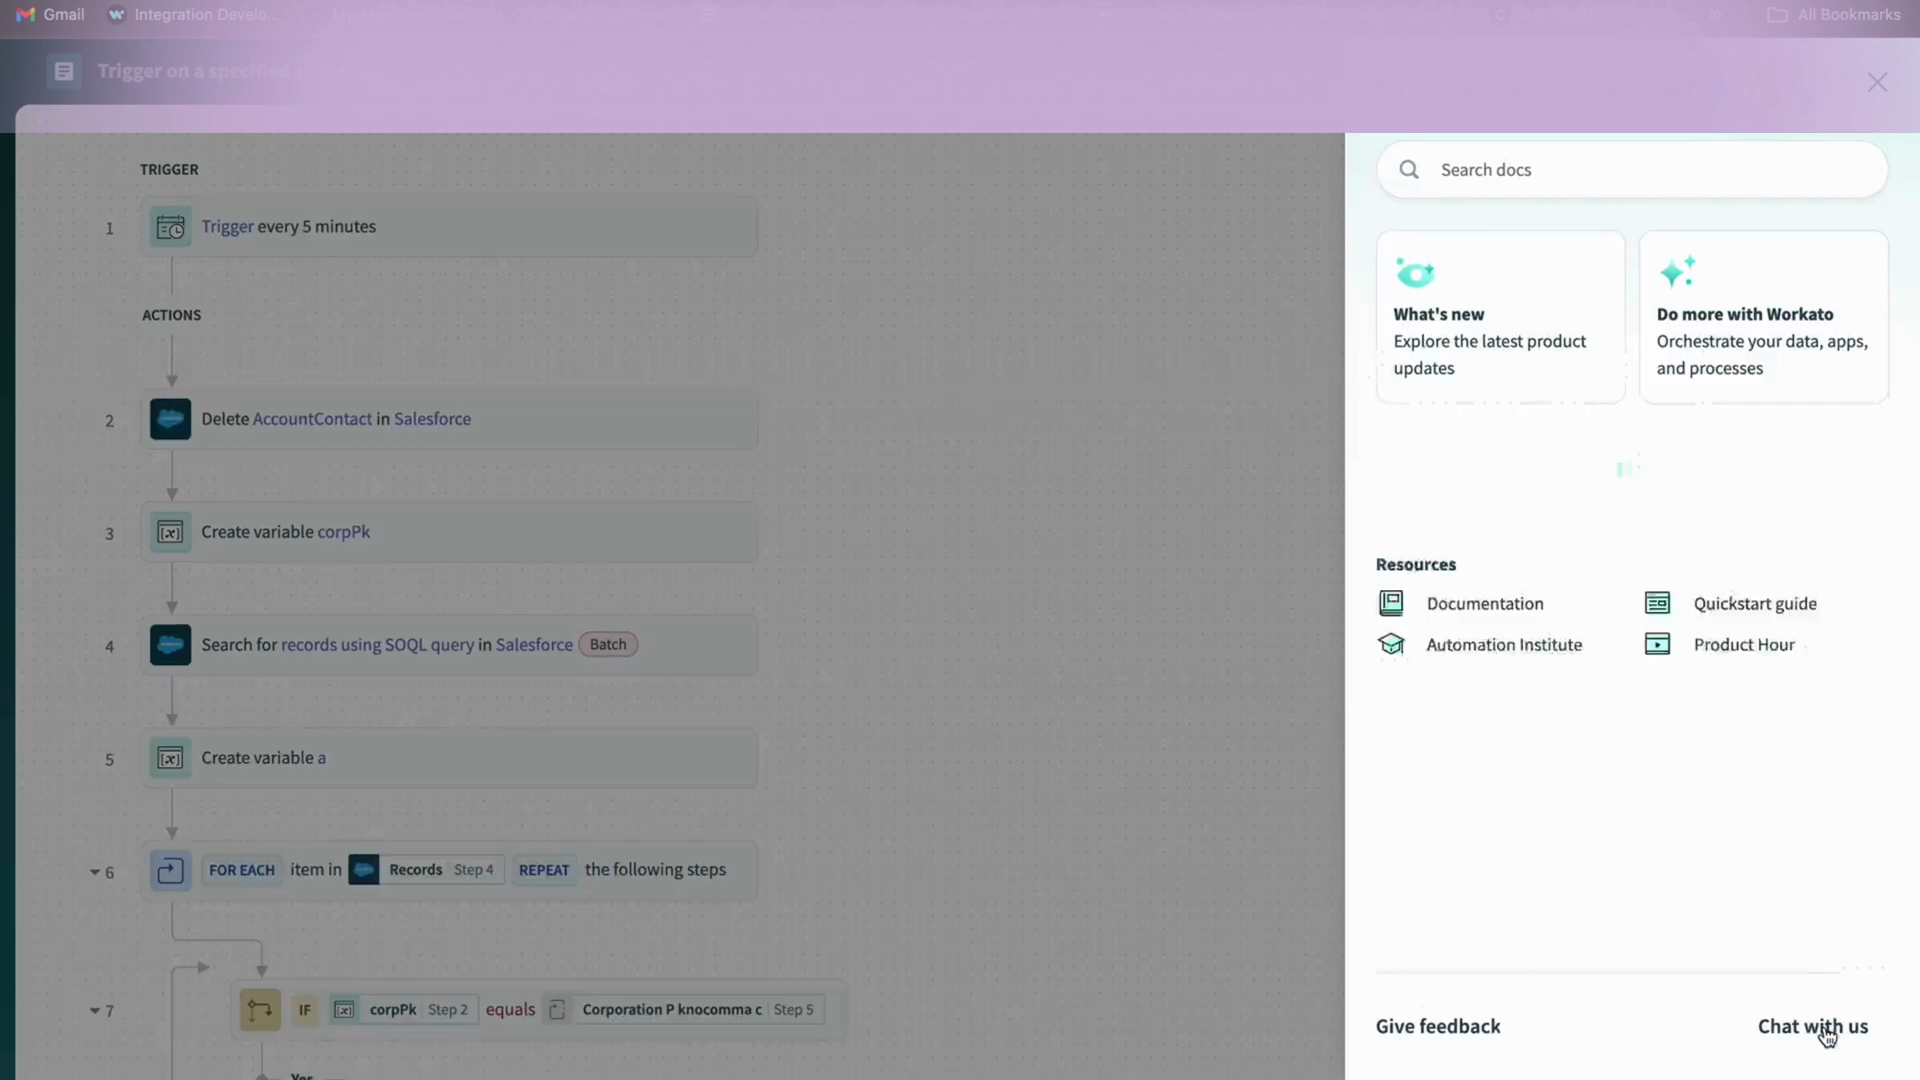 Gmail
Integration Develo...
All Bookmarks
Trigger on a specified
TRIGGER
1
Trigger every 5 minutes
ACTIONS
2
Delete AccountContact in Salesforce
3
Create variable corpPk
4
Search for records using SOQL query in Salesforce Batch
5
Create variable a
6
FOR EACH item in Records Step 4 REPEAT the following steps
7
IF corpPk Step 2 equals Corporation P knocomma c Step 5
Yes
Search docs
What's new
Explore the latest product
updates
Do more with Workato
Orchestrate your data, apps,
and processes
Resources
Documentation
Quickstart guide
Automation Institute
Product Hour
Give feedback
Chat with us